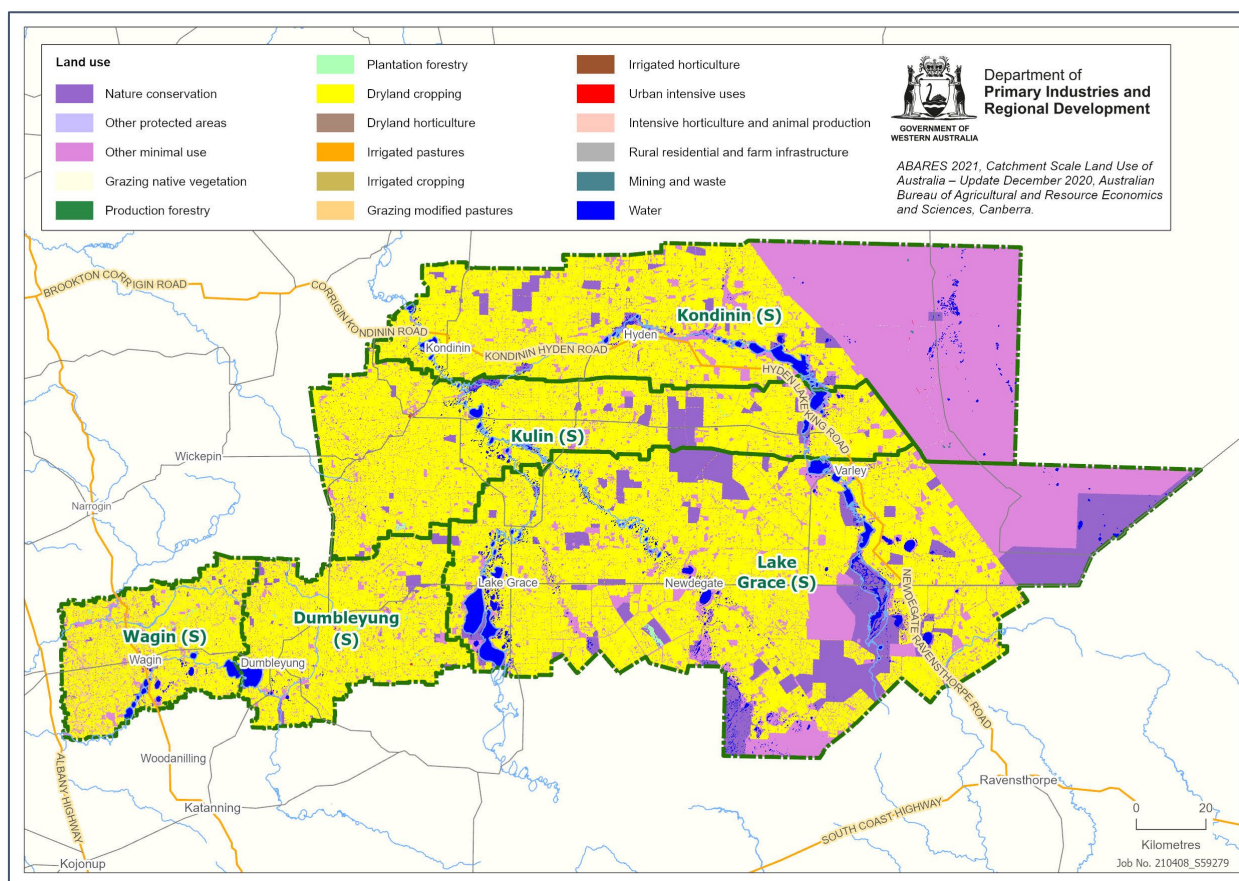 Land use
Nature conservation
Other protected areas
Other minimal use
Grazing native vegetation
Production forestry
Plantation forestry
Dryland cropping
Dryland horticulture
Irrigated pastures
Irrigated cropping
Grazing modified pastures
Irrigated horticulture
Urban intensive uses
Intensive horticulture and animal production
Rural residential and farm infrastructure
Mining and waste
Water
GOVERNMENT OF
WESTERN AUSTRALIA
Department of
Primary Industries and
Regional Development
ABARES 2021, Catchment Scale Land Use of
Australia – Update December 2020, Australian
Bureau of Agricultural and Resource Economics
and Sciences, Canberra.
BROOKTON CORRIGIN ROAD
CORRIGIN KONDININ ROAD
Kondinin (S)
Hyden
Kondinin
KONDININ HYDEN ROAD
HYDEN LAKE KING ROAD
Kulin (S)
Wickepin
Varley
Narrogin
Lake
Grace (S)
Lake Grace
Newdegate
NEWDEGATE RAVENSTHORPE ROAD
Dumbleyung
(S)
Wagin (S)
Wagin
Dumbleyung
Woodanilling
ALBANY HIGHWAY
Katanning
Ravensthorpe
SOUTH COAST HIGHWAY
Kojonup
0 20
Kilometres
Job No. 210408_S59279